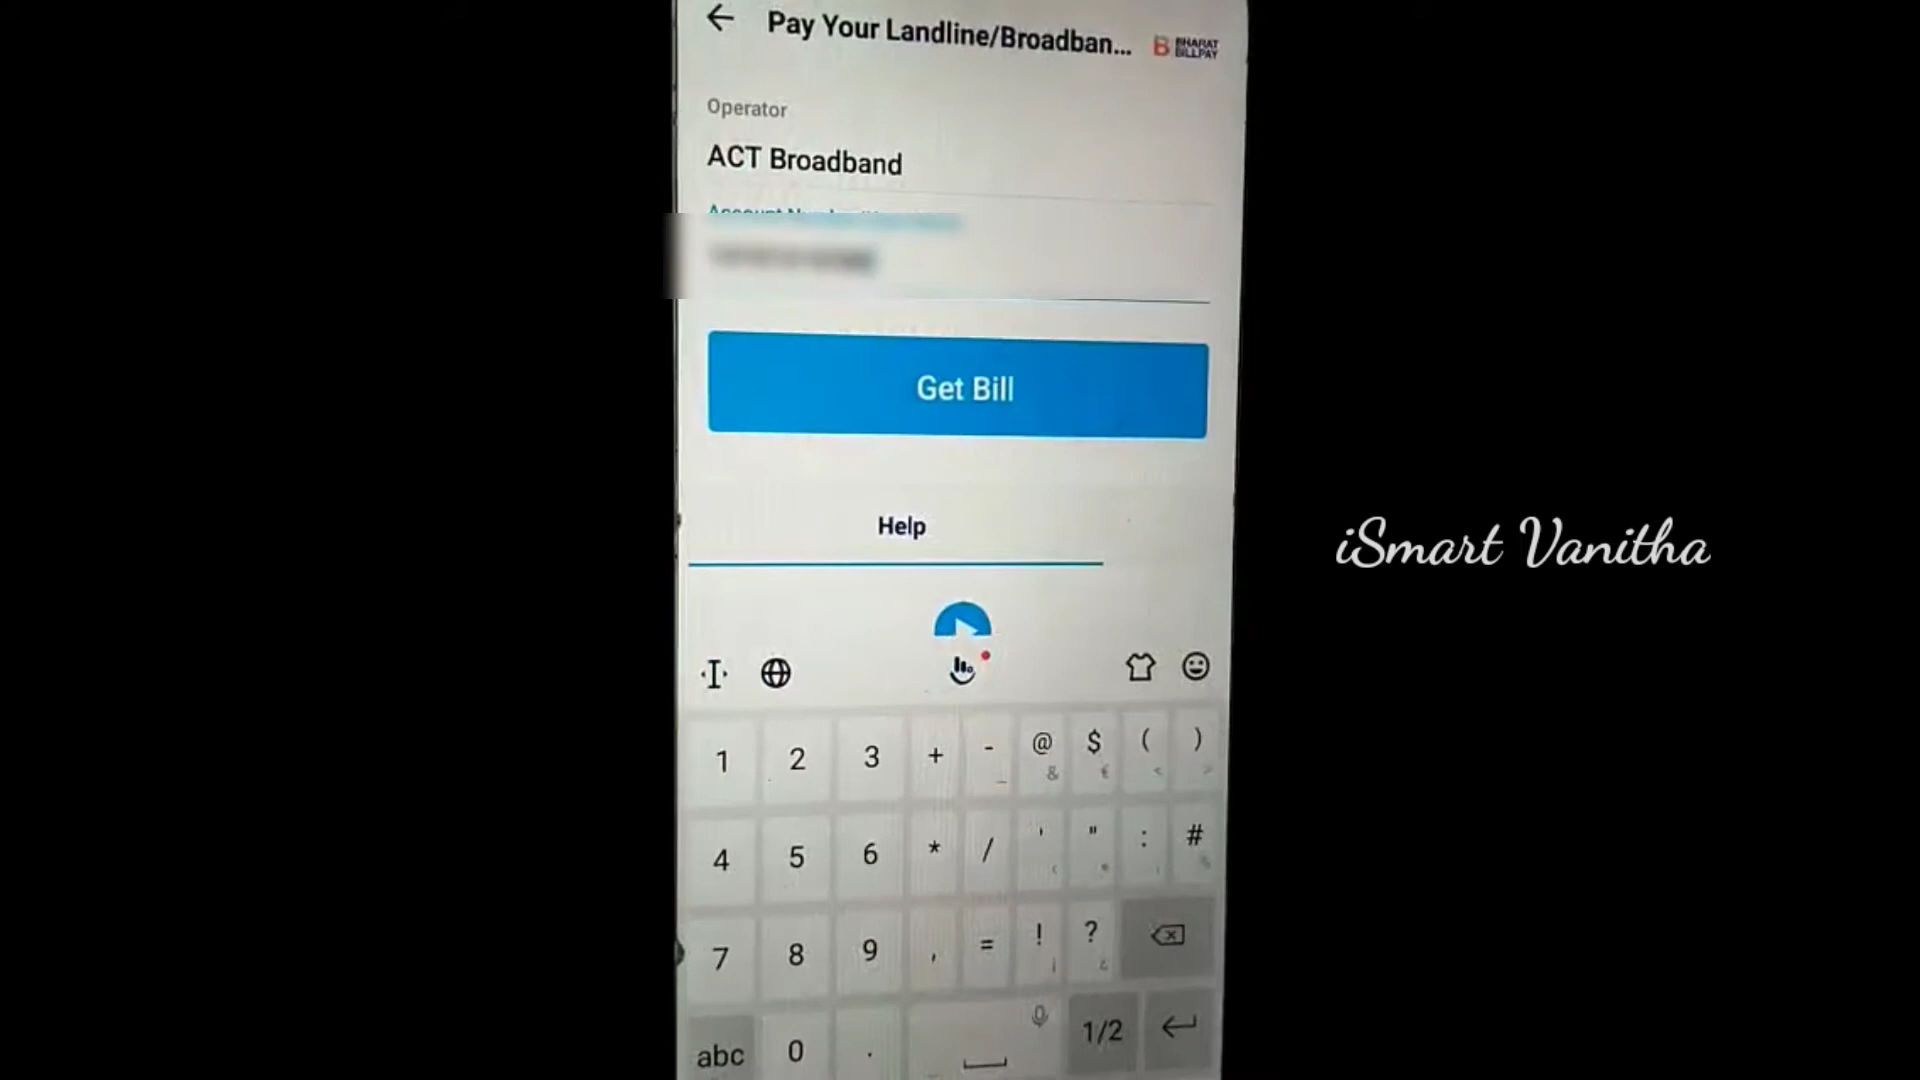 Pay Your Landline/Broadban...
BHARAT
BILLPAY
Operator
ACT Broadband
Get Bill
Help
iSmart Vanitha
1 2 3 + - @ $ ( )
_ & € < >
4 5 6 * / ' " : #
7 8 9 , = ! ? 
abc 0 . 1/2